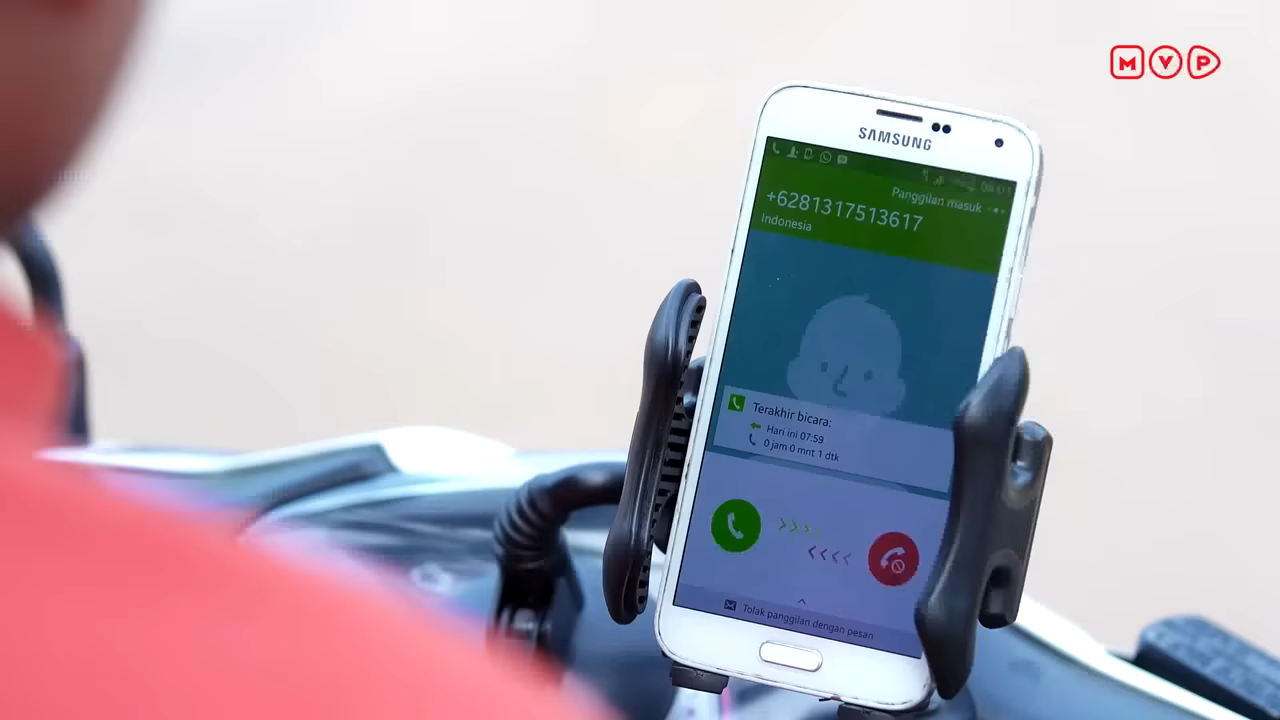 MVP
SAMSUNG
Panggilan masuk
+6281317513617
Indonesia
Terakhir bicara:
Hari ini 07:59
0 jam 0 mnt 1 dtk
Tolak panggilan dengan pesan